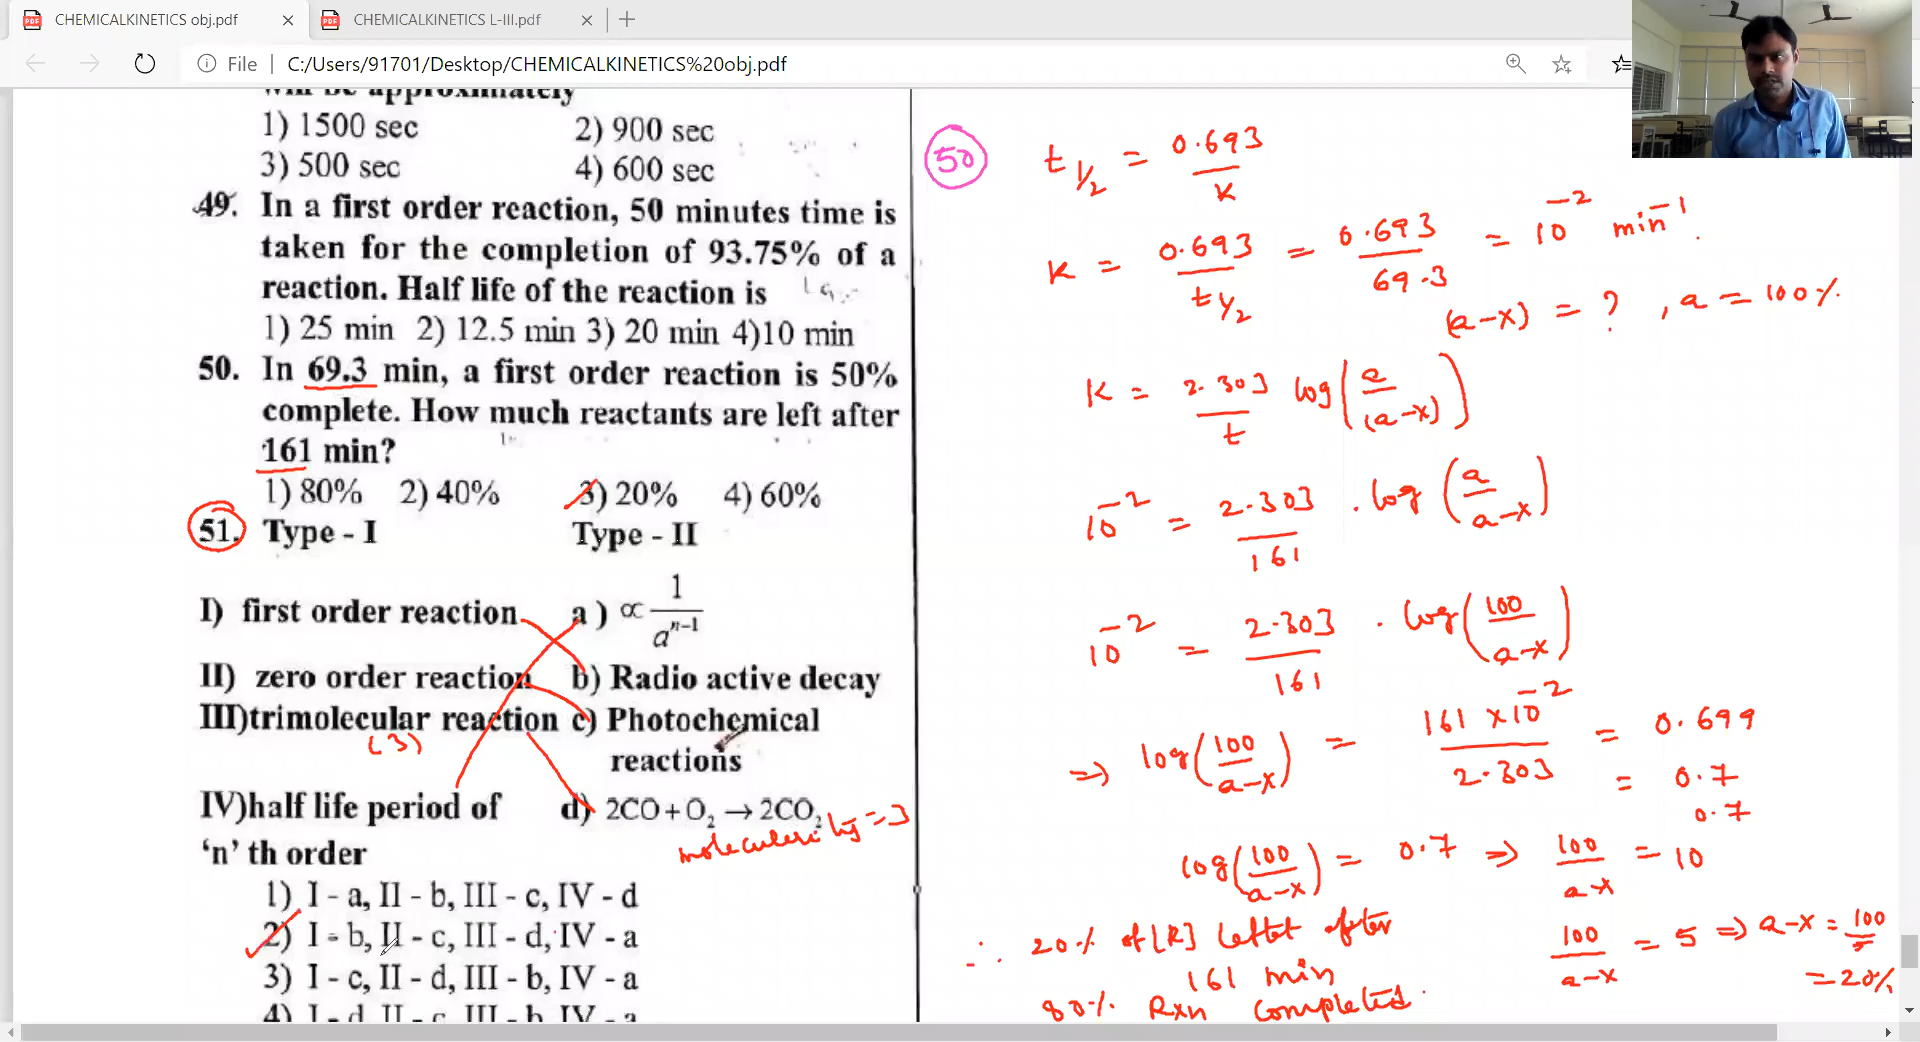 CHEMICALKINETICS obj.pdf
CHEMICALKINETICS L-III.pdf
File
C:/Users/91701/Desktop/CHEMICALKINETICS%20obj.pdf
will be approximately
1) 1500 sec 2) 900 sec
3) 500 sec 4) 600 sec
49. In a first order reaction, 50 minutes time is
taken for the completion of 93.75% of a
reaction. Half life of the reaction is
1) 25 min 2) 12.5 min 3) 20 min 4)10 min
50. In 69.3 min, a first order reaction is 50%
complete. How much reactants are left after
161 min?
1) 80% 2) 40% 3) 20% 4) 60%
51. Type - I Type - II
I) first order reaction a ) ∝ 1/a^(n-1)
II) zero order reaction b) Radio active decay
III)trimolecular reaction c) Photochemical
(3)
reactions
IV)half life period of d) 2CO + O₂ → 2CO₂
molecularity = 3
'n' th order
1) I - a, II - b, III - c, IV - d
2) I - b, II - c, III - d, IV - a
3) I - c, II - d, III - b, IV - a
4) I - d, II - c, III - b, IV - a
50
t 1/2 = 0.693 / K
K = 0.693 / t 1/2 = 0.693 / 69.3 = 10⁻² min⁻¹
(a-x) = ? , a = 100%
K = 2.303 / t log (a / (a-x))
10⁻² = 2.303 / 161 . log (a / a-x)
10⁻² = 2.303 / 161 . log (100 / a-x)
=> log (100 / a-x) = 161 x 10⁻² / 2.303 = 0.699
= 0.7
log (100 / a-x) = 0.7 => 100 / a-x = 10^0.7
100 / a-x = 5 => a-x = 100 / 5
= 20%
∴ 20% of [R] left after
161 min
80% Rxn completed.